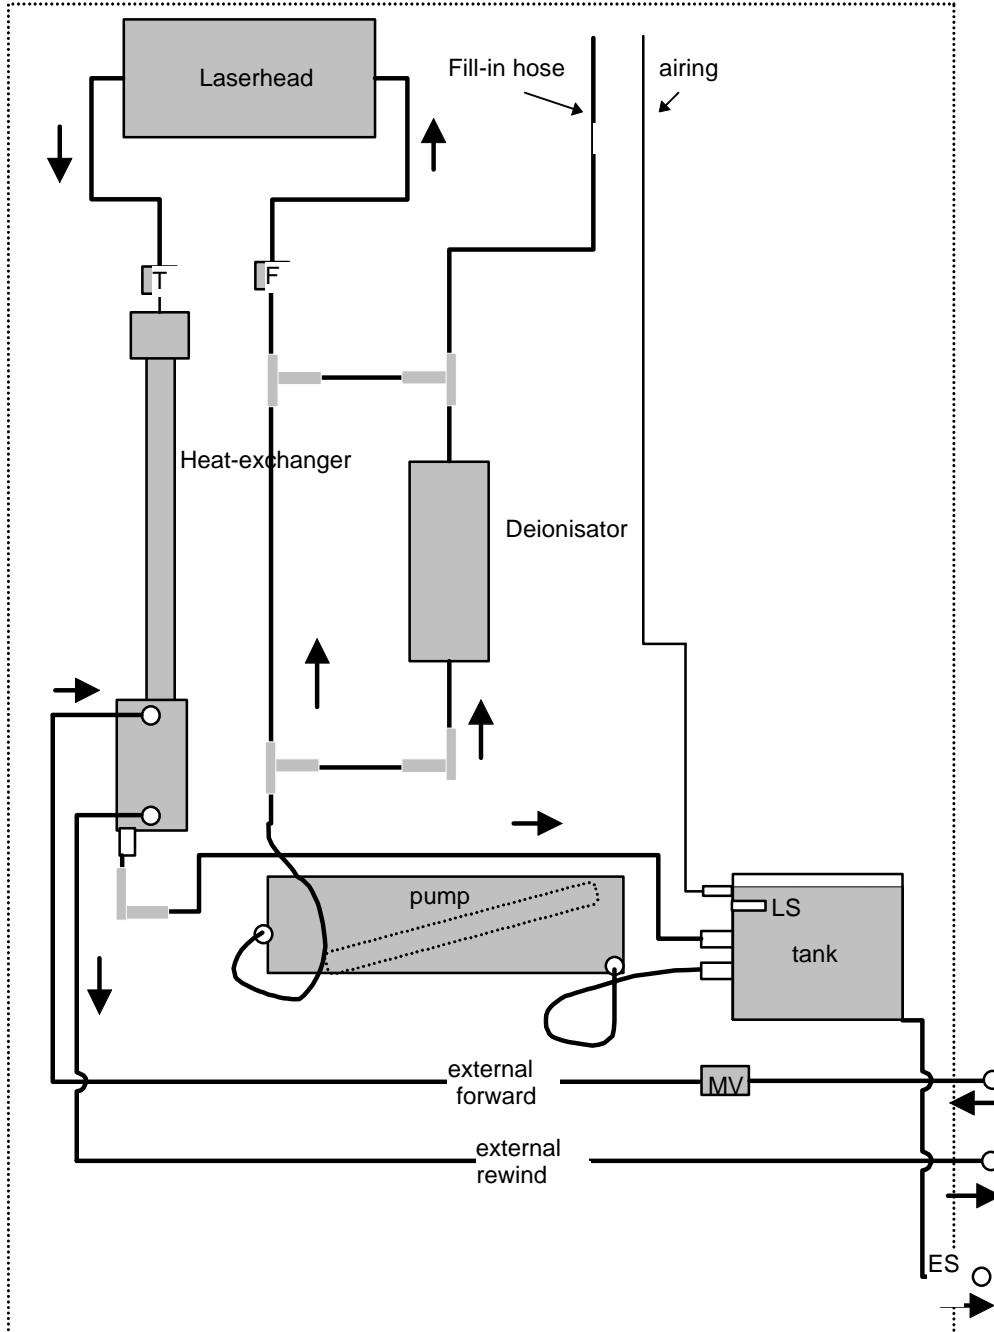 Laserhead
Fill-in hose
airing
T
F
Heat-exchanger
Deionisator
pump
LS
tank
external
forward
MV
external
rewind
ES